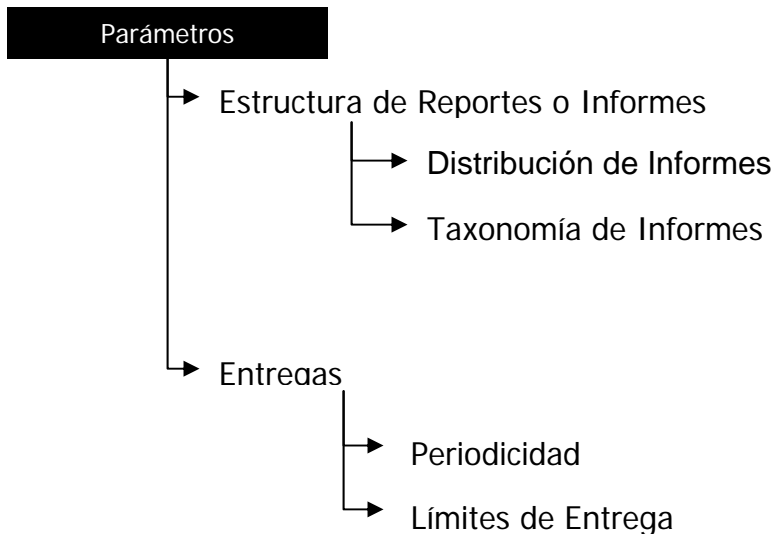 Parámetros
Estructura de Reportes o Informes
Distribución de Informes
Taxonomía de Informes
Entregas
Periodicidad
Límites de Entrega